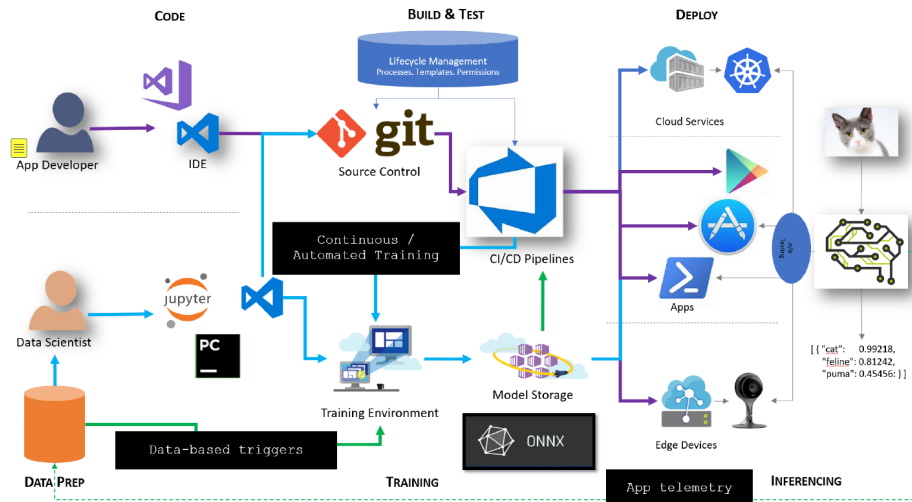 CODE
BUILD & TEST
DEPLOY
Lifecycle Management
Processes. Templates. Permissions
App Developer
IDE
git
Source Control
CI/CD Pipelines
Cloud Services
Apps
A/B
Testing
Continuous /
Automated Training
jupyter
PC
Data Scientist
Training Environment
Model Storage
ONNX
Edge Devices
[ { "cat": 0.99218,
"feline": 0.81242,
"puma": 0.45456: } ]
Data-based triggers
DATA PREP
TRAINING
App telemetry
INFERENCING